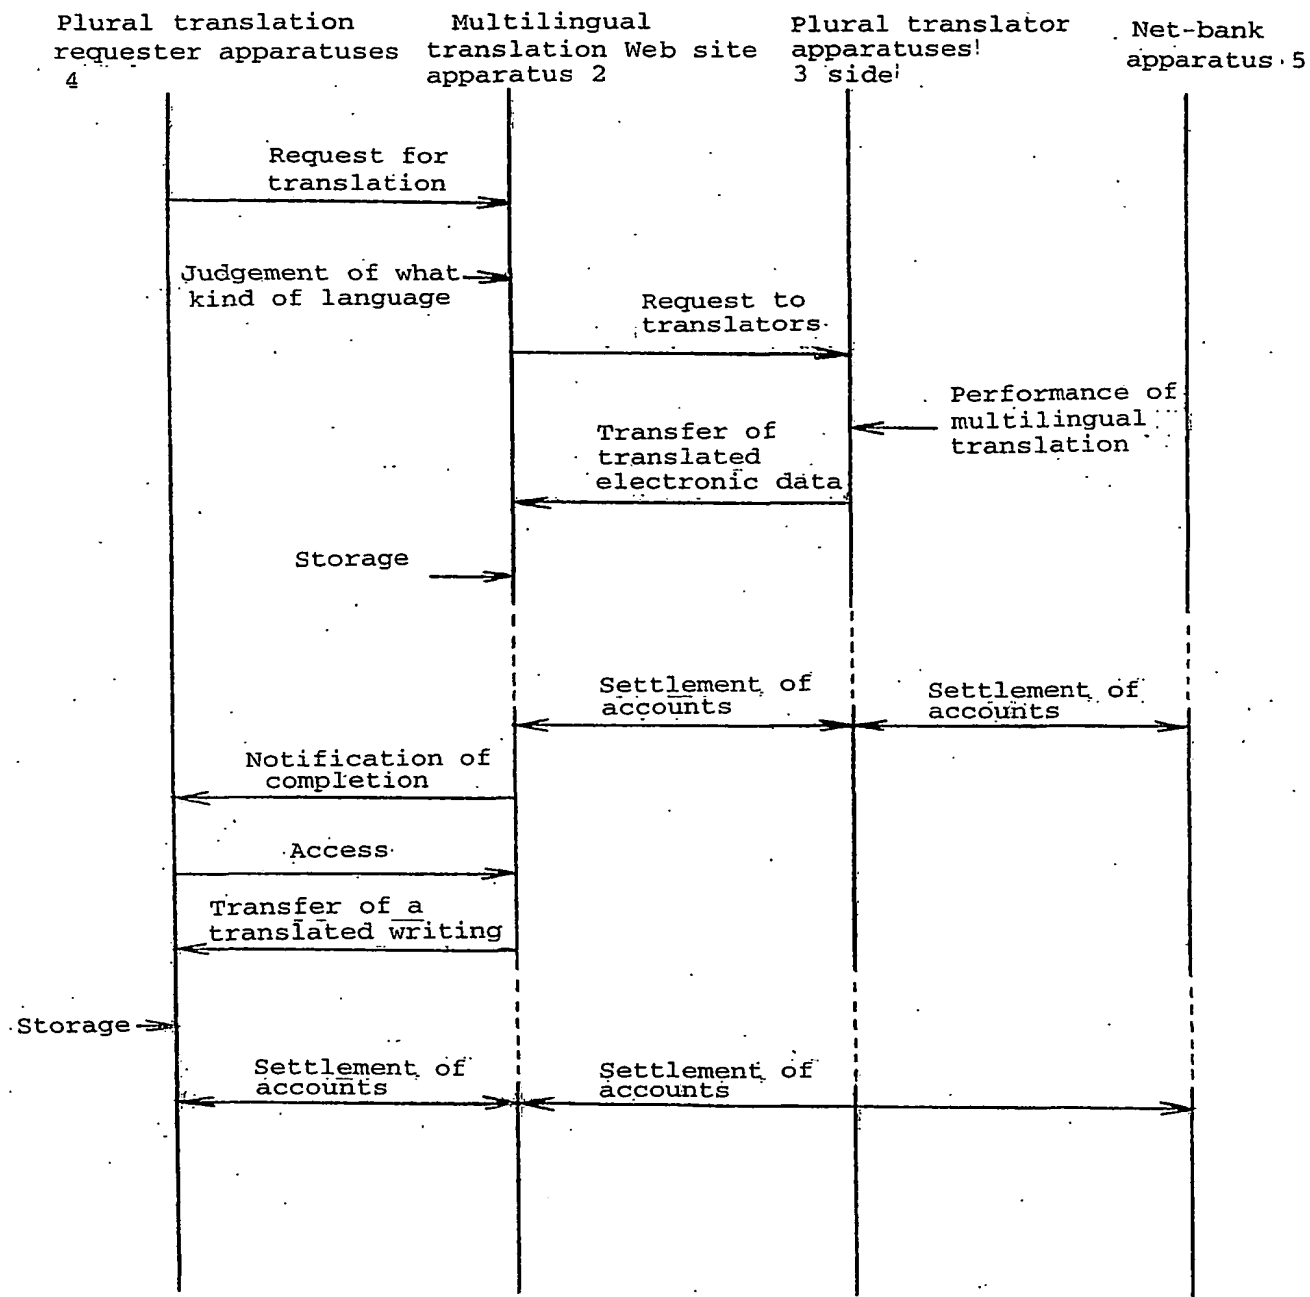 Plural translation
requester apparatuses
4
Multilingual
translation Web site
apparatus 2
Plural translator
apparatuses
3 side
Net-bank
apparatus 5
Request for
translation
Judgement of what
kind of language
Request to
translators
Performance of
multilingual
translation
Transfer of
translated
electronic data
Storage
Settlement of
accounts
Settlement of
accounts
Notification of
completion
Access
Transfer of a
translated writing
Storage
Settlement of
accounts
Settlement of
accounts